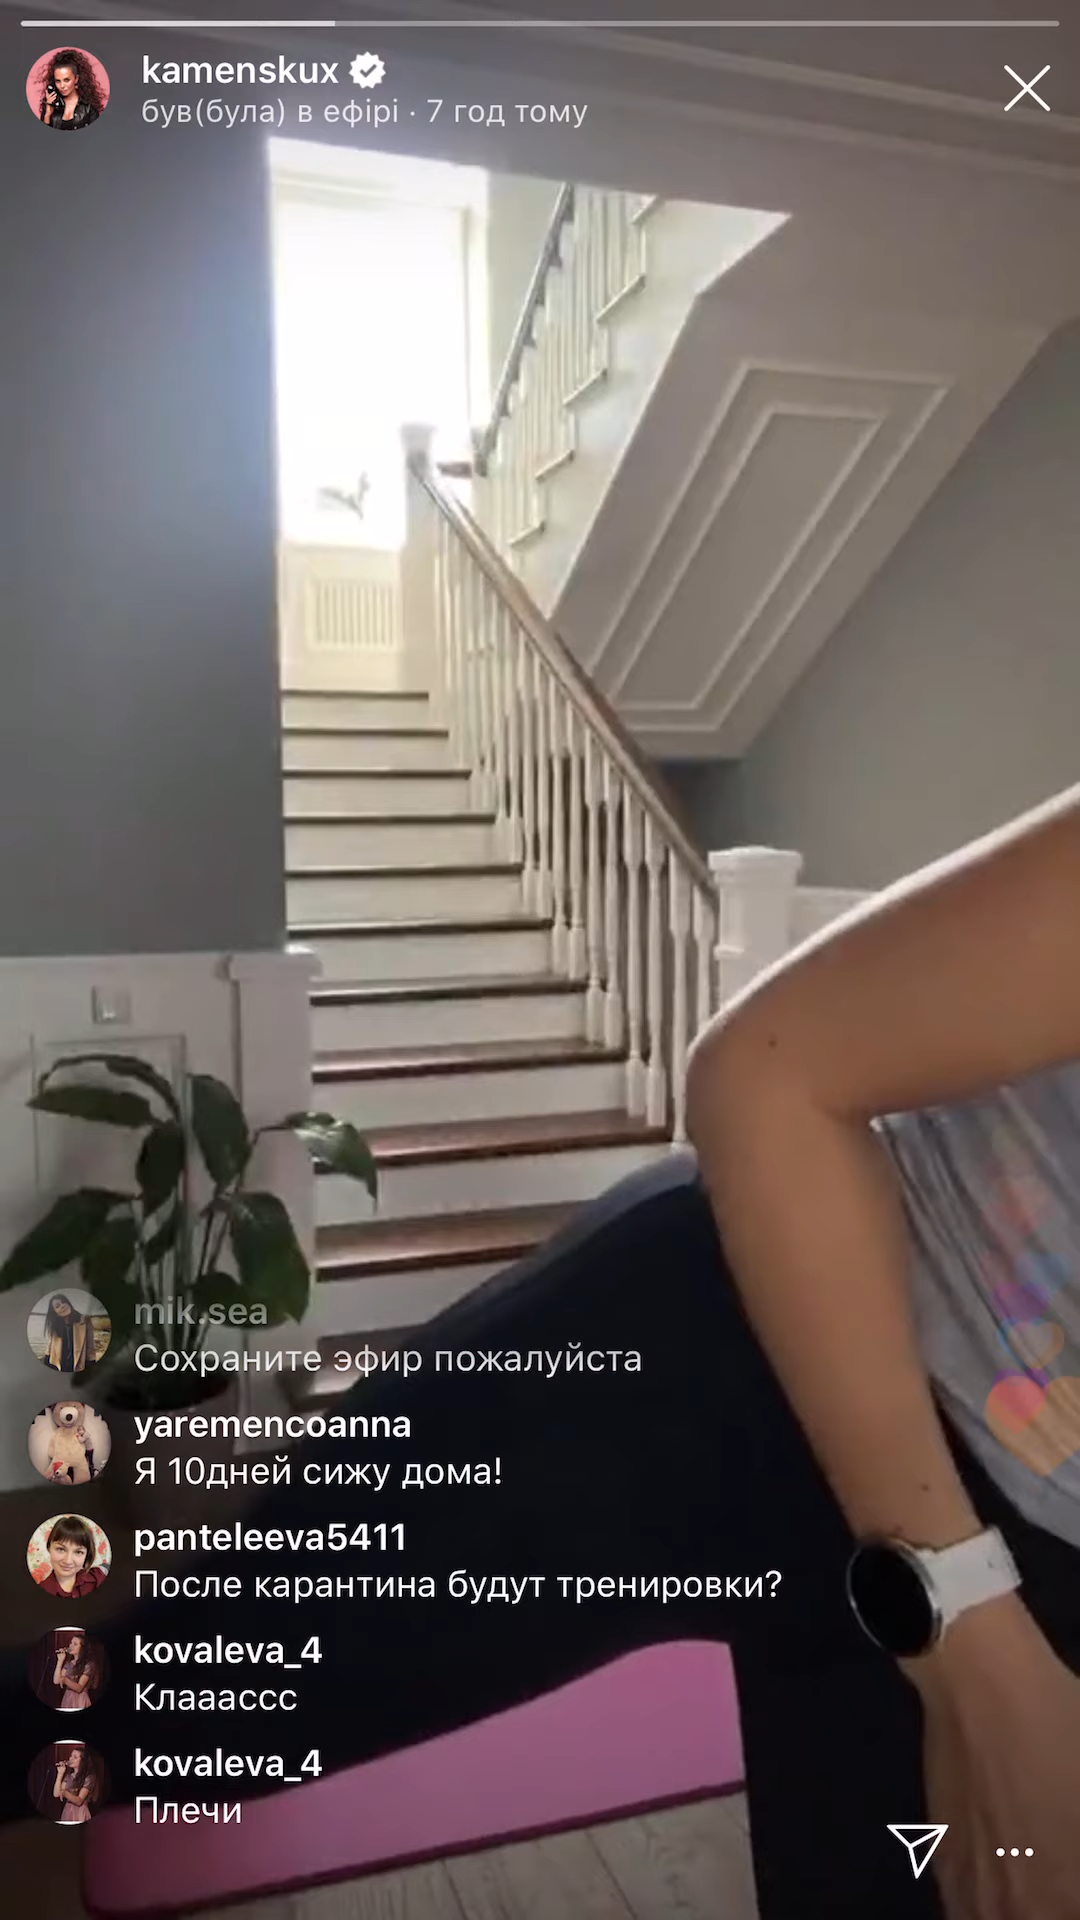 kamenskux
був(була) в ефірі · 7 год тому
mik.sea
Сохраните эфир пожалуйста
yaremencoanna
Я 10дней сижу дома!
panteleeva5411
После карантина будут тренировки?
kovaleva_4
Клааассс
kovaleva_4
Плечи